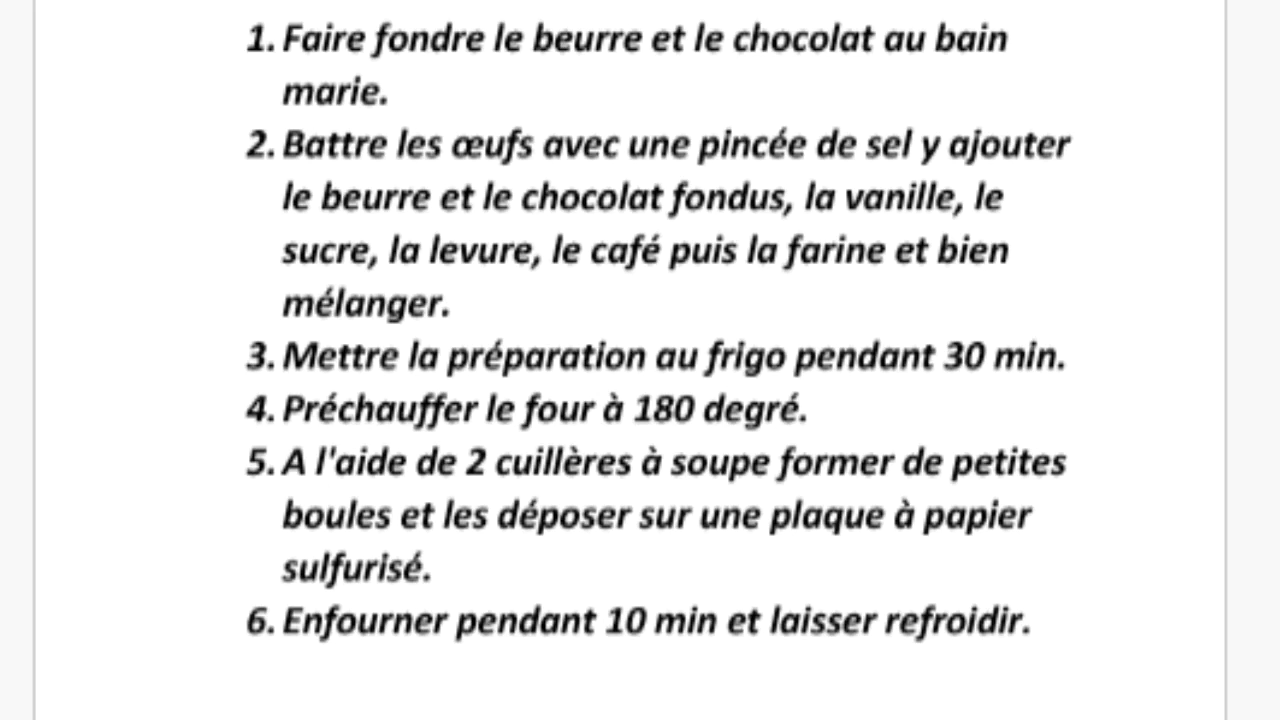 1. Faire fondre le beurre et le chocolat au bain
marie.
2. Battre les œufs avec une pincée de sel y ajouter
le beurre et le chocolat fondus, la vanille, le
sucre, la levure, le café puis la farine et bien
mélanger.
3. Mettre la préparation au frigo pendant 30 min.
4. Préchauffer le four à 180 degré.
5. A l'aide de 2 cuillères à soupe former de petites
boules et les déposer sur une plaque à papier
sulfurisé.
6. Enfourner pendant 10 min et laisser refroidir.